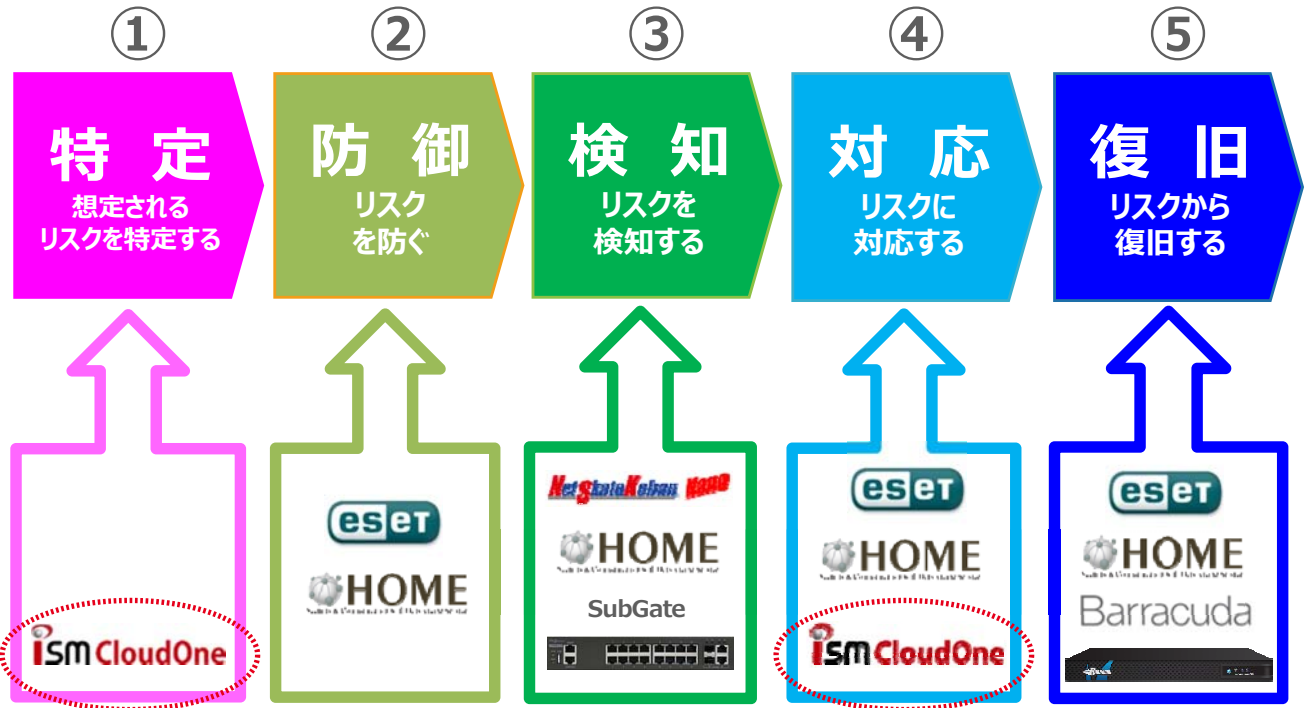 ①
特 定
想定される
リスクを特定する
ism CloudOne
②
防 御
リスク
を防ぐ
eset
HOME
③
検 知
リスクを
検知する
NetSkateKoban Nano
HOME
SubGate
④
対 応
リスクに
対応する
eset
HOME
ism CloudOne
⑤
復 旧
リスクから
復旧する
eset
HOME
Barracuda